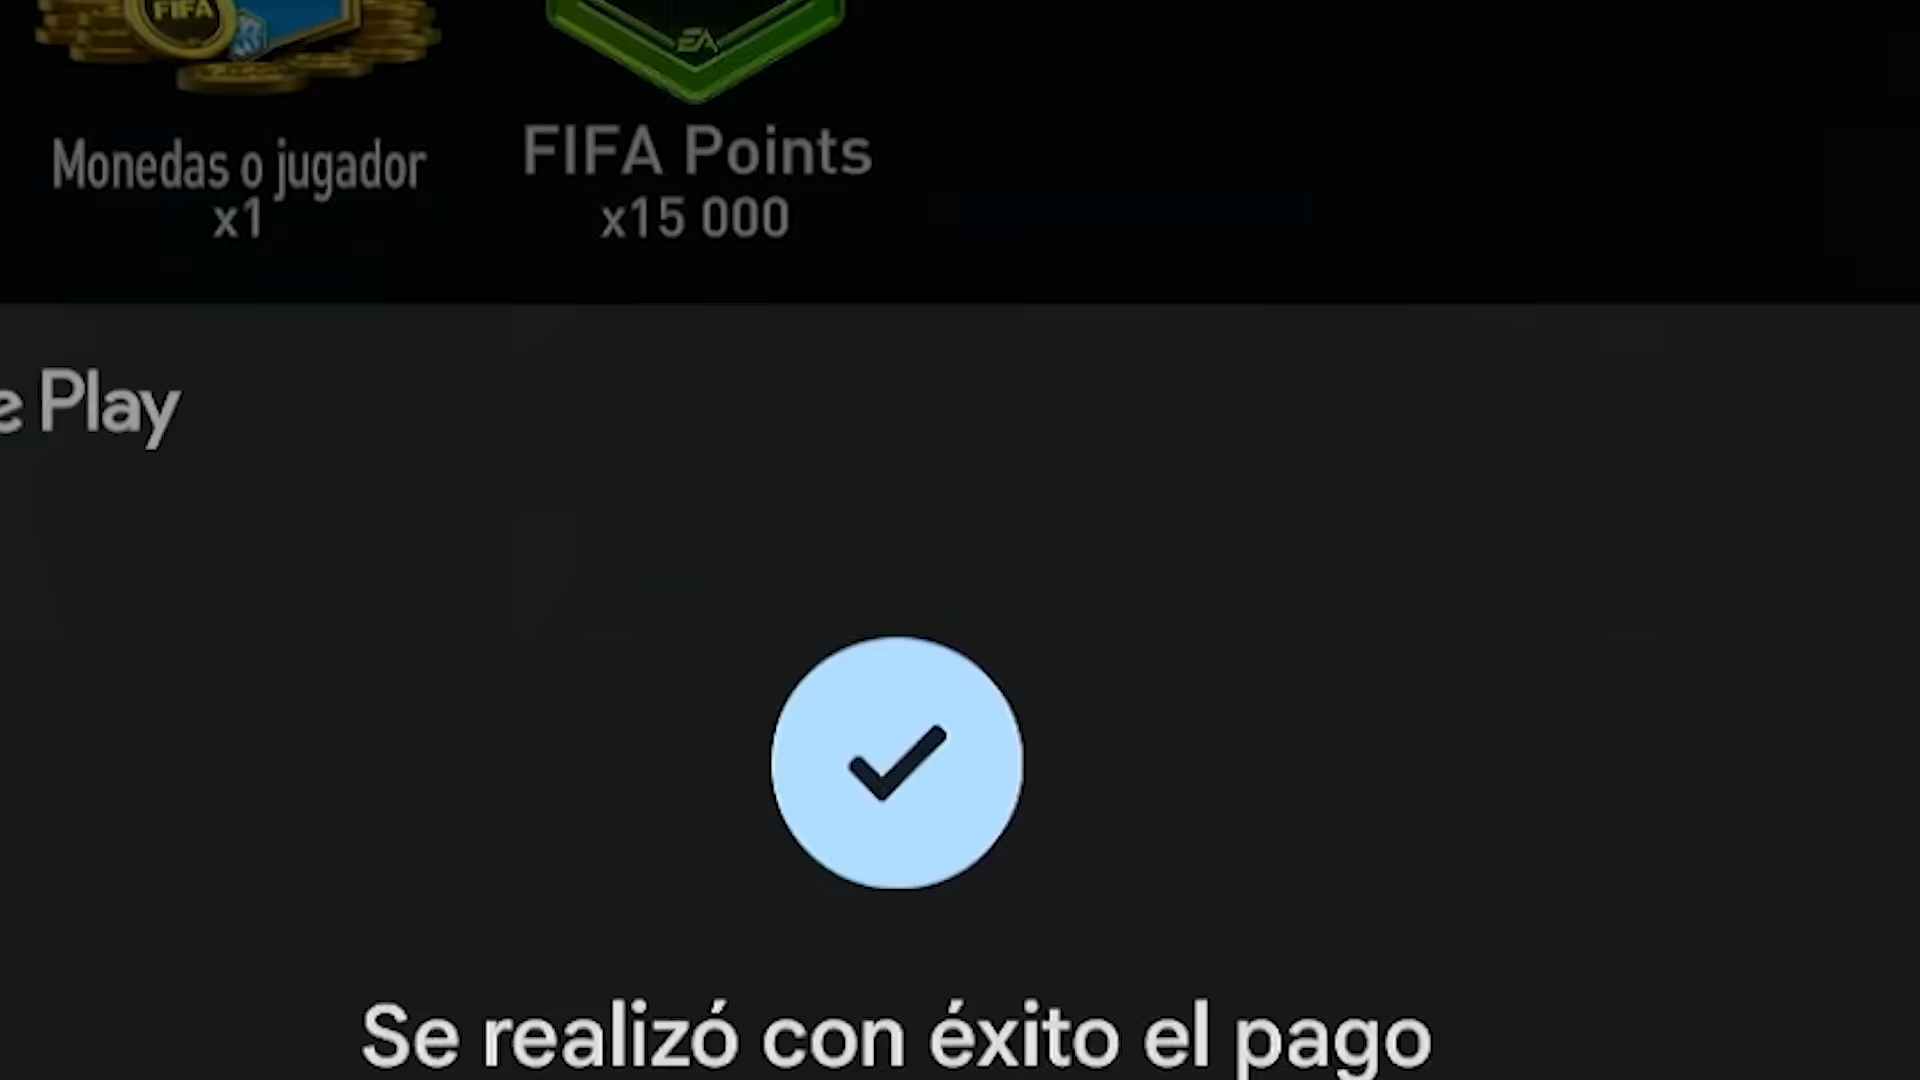 FIFA
EA
Monedas o jugador
x1
FIFA Points
x15 000
Play
Se realizó con éxito el pago